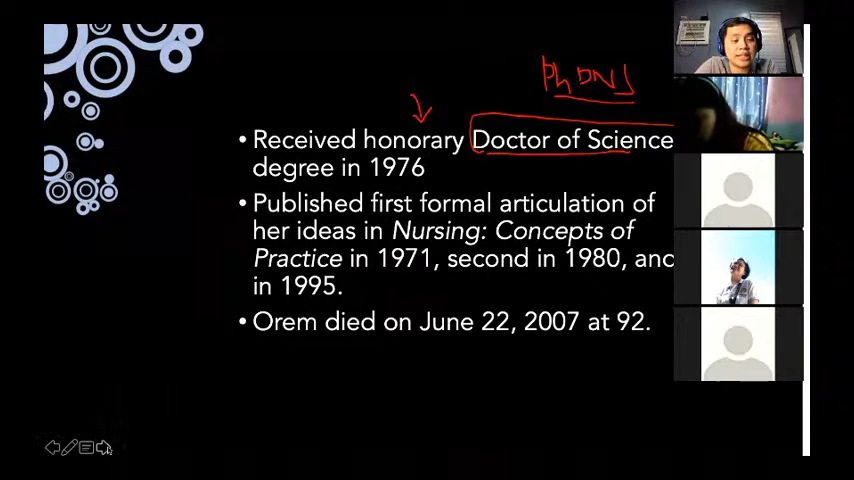 PhDNS
• Received honorary Doctor of Science
degree in 1976
• Published first formal articulation of
her ideas in Nursing: Concepts of
Practice in 1971, second in 1980, and
in 1995.
• Orem died on June 22, 2007 at 92.